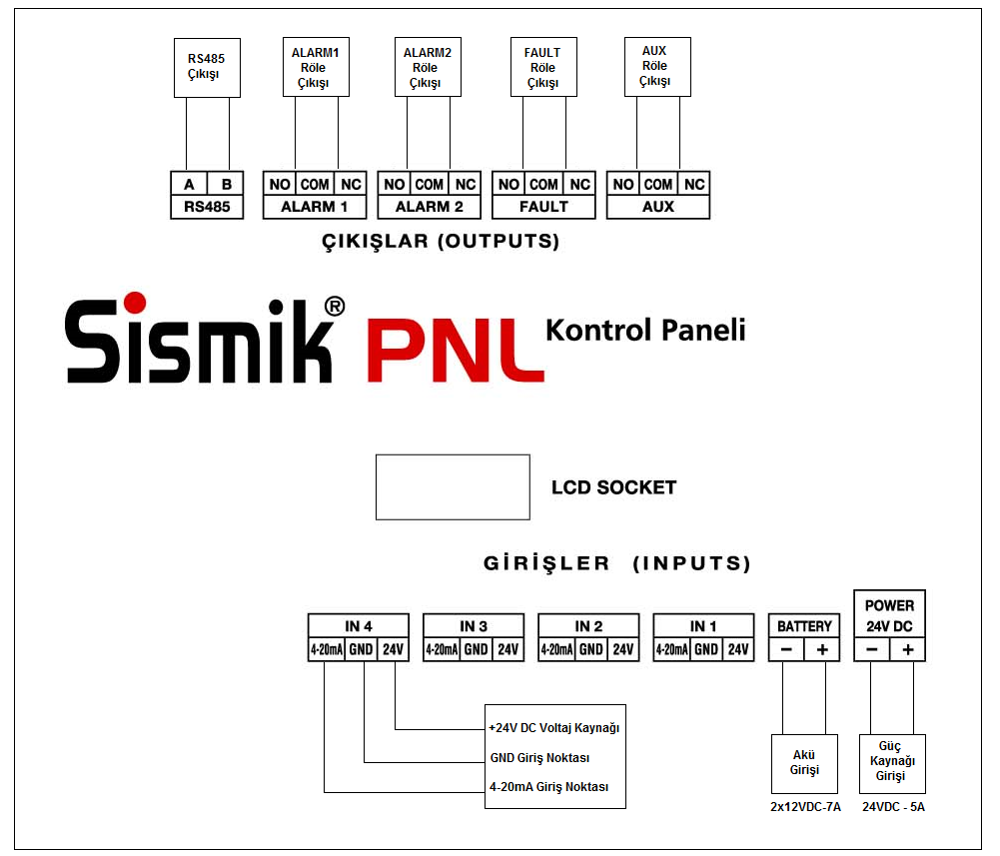 RS485
Çıkışı
ALARM1
Röle
Çıkışı
ALARM2
Röle
Çıkışı
FAULT
Röle
Çıkışı
AUX
Röle
Çıkışı
A B
RS485
NO COM NC
ALARM 1
NO COM NC
ALARM 2
NO COM NC
FAULT
NO COM NC
AUX
ÇIKIŞLAR (OUTPUTS)
Sismik® PNL Kontrol Paneli
LCD SOCKET
GİRİŞLER (INPUTS)
IN 4
4-20mA GND 24V
IN 3
4-20mA GND 24V
IN 2
4-20mA GND 24V
IN 1
4-20mA GND 24V
BATTERY
− +
POWER
24V DC
− +
+24V DC Voltaj Kaynağı
GND Giriş Noktası
4-20mA Giriş Noktası
Akü
Girişi
2x12VDC-7A
Güç
Kaynağı
Girişi
24VDC - 5A